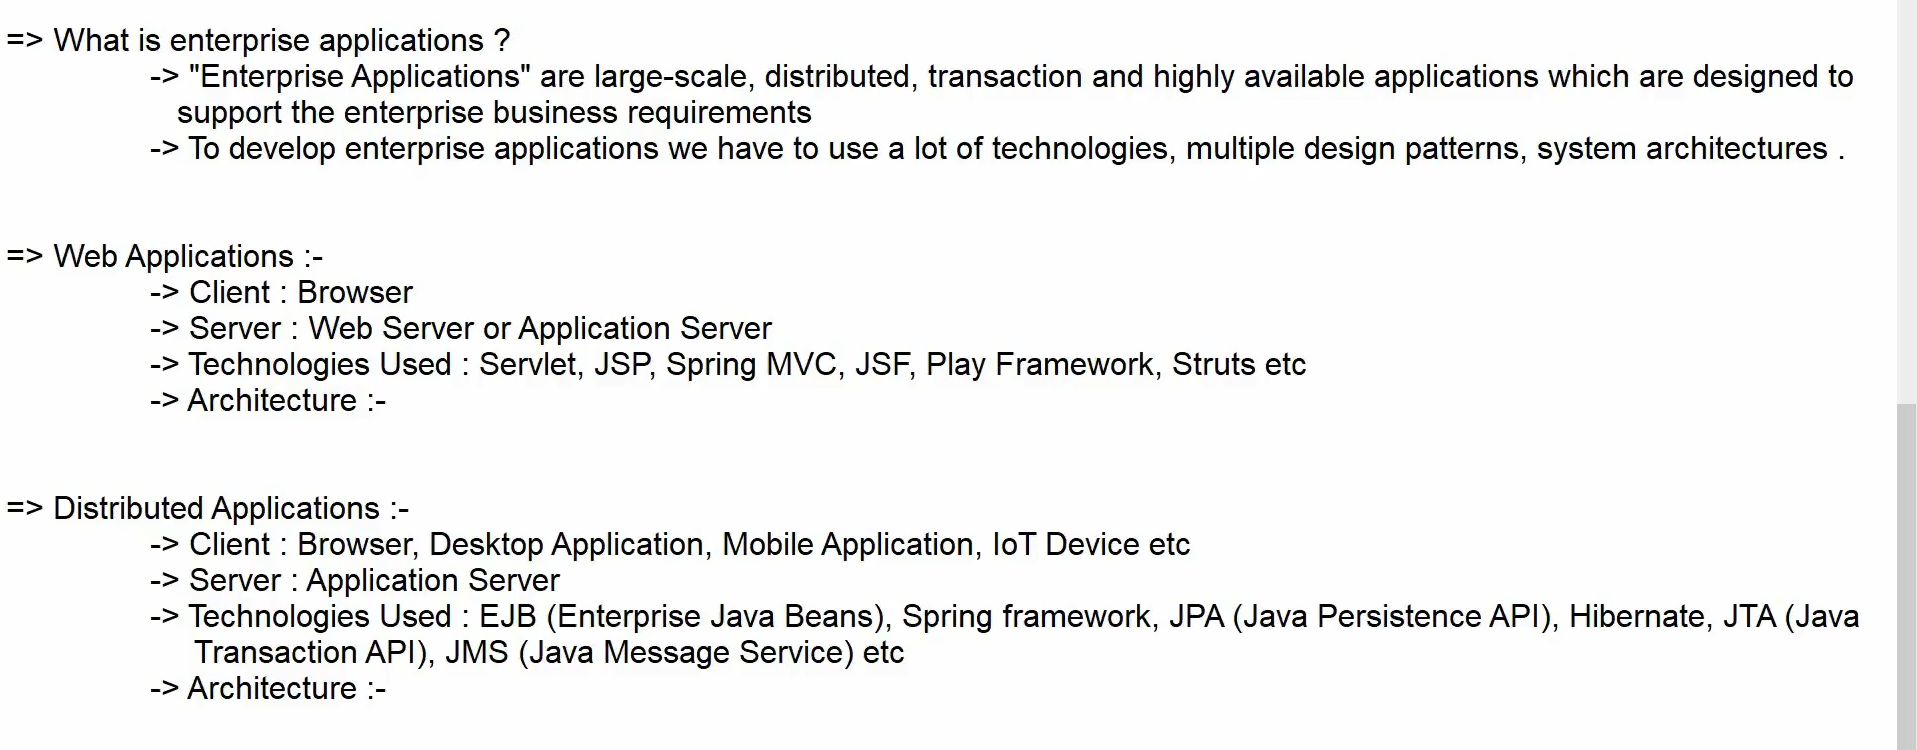 => What is enterprise applications ?
-> "Enterprise Applications" are large-scale, distributed, transaction and highly available applications which are designed to
support the enterprise business requirements
-> To develop enterprise applications we have to use a lot of technologies, multiple design patterns, system architectures .
=> Web Applications :-
-> Client : Browser
-> Server : Web Server or Application Server
-> Technologies Used : Servlet, JSP, Spring MVC, JSF, Play Framework, Struts etc
-> Architecture :-
=> Distributed Applications :-
-> Client : Browser, Desktop Application, Mobile Application, IoT Device etc
-> Server : Application Server
-> Technologies Used : EJB (Enterprise Java Beans), Spring framework, JPA (Java Persistence API), Hibernate, JTA (Java
Transaction API), JMS (Java Message Service) etc
-> Architecture :-